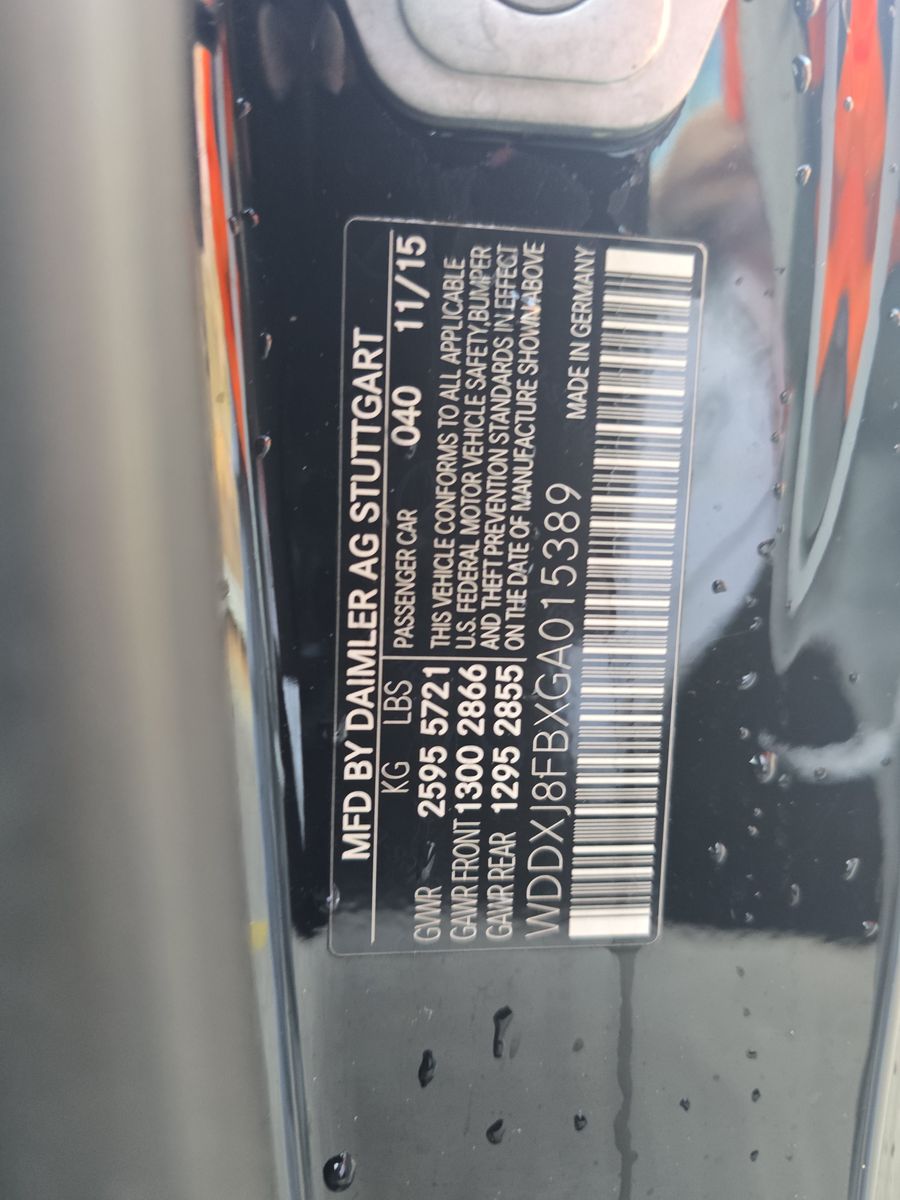 MFD BY DAIMLER AG STUTTGART
KG LBS
GVWR 2595 5721
GAWR FRONT 1300 2866
GAWR REAR 1295 2855
PASSENGER CAR 040 11/15
THIS VEHICLE CONFORMS TO ALL APPLICABLE
U.S. FEDERAL MOTOR VEHICLE SAFETY,BUMPER
AND THEFT PREVENTION STANDARDS IN EFFECT
ON THE DATE OF MANUFACTURE SHOWN ABOVE
WDDXJ8FBXGA015389
MADE IN GERMANY